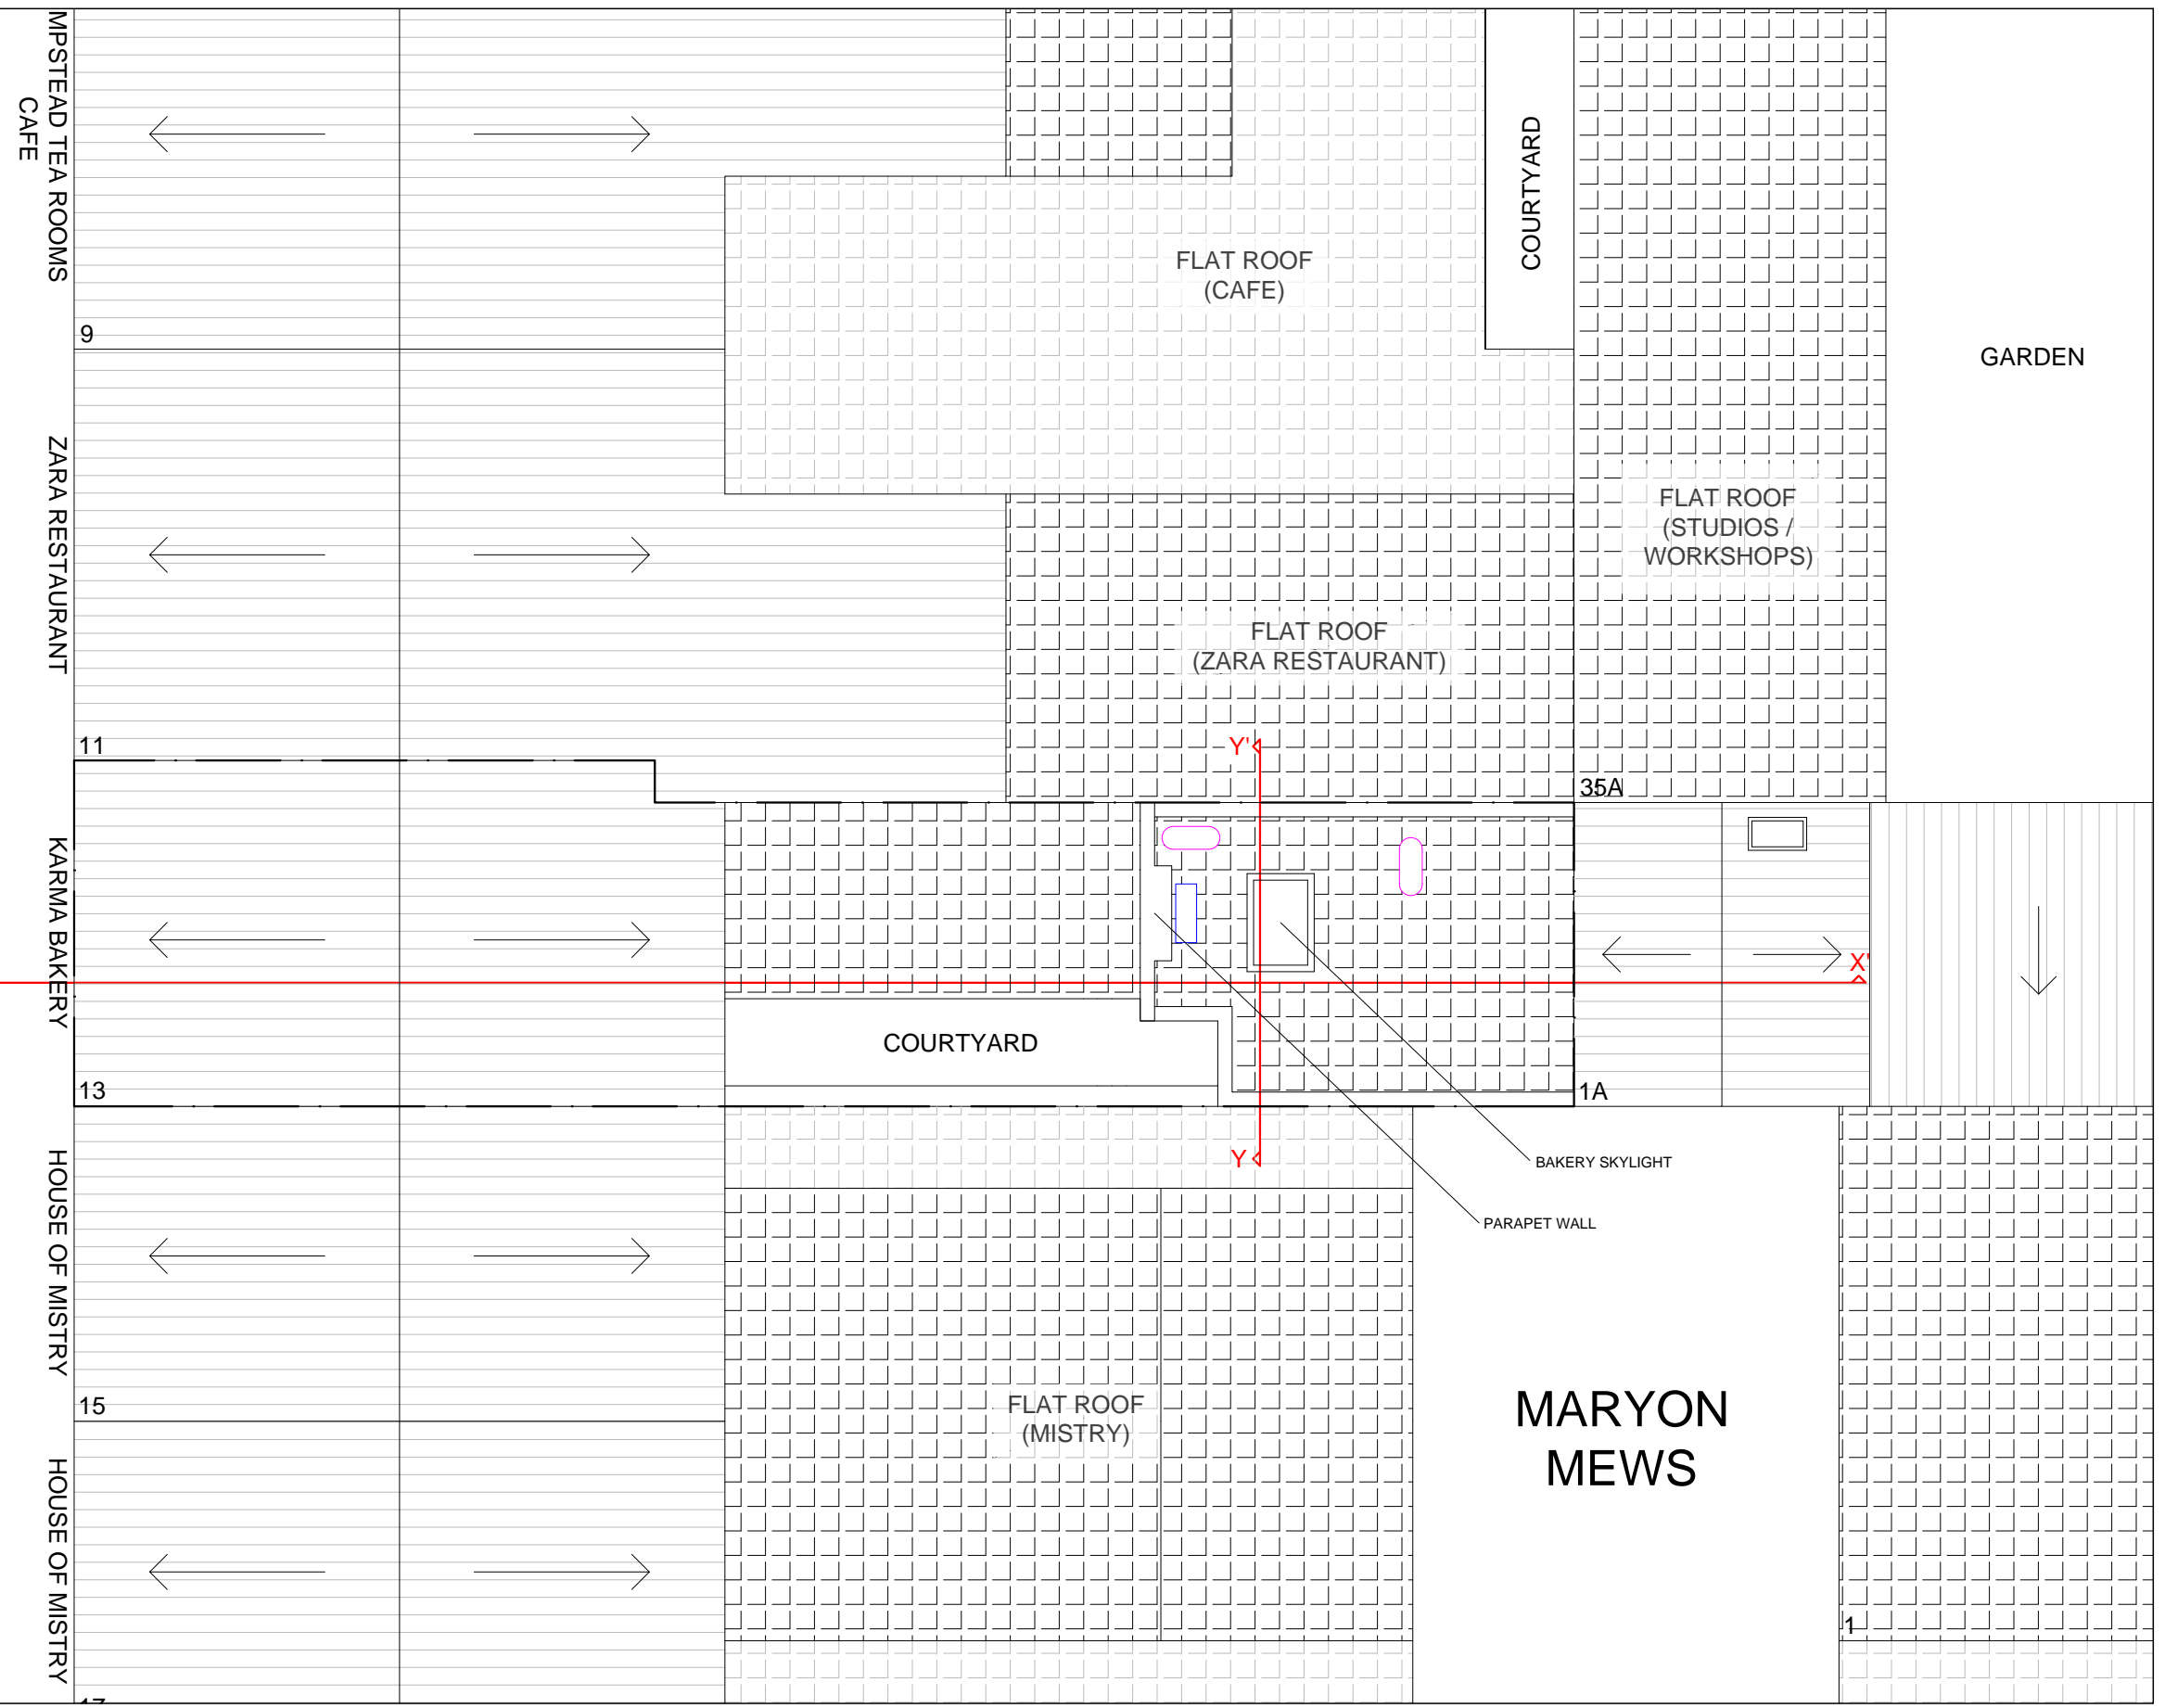 MPSTEAD TEA ROOMS
CAFE
9
COURTYARD
GARDEN
FLAT ROOF
(CAFE)
ZARA RESTAURANT
11
FLAT ROOF
(ZARA RESTAURANT)
FLAT ROOF
(STUDIOS /
WORKSHOPS)
35A
Y'
KARMA BAKERY
13
COURTYARD
X'
1A
Y
BAKERY SKYLIGHT
PARAPET WALL
HOUSE OF MISTRY
15
FLAT ROOF
(MISTRY)
MARYON
MEWS
HOUSE OF MISTRY
1
17